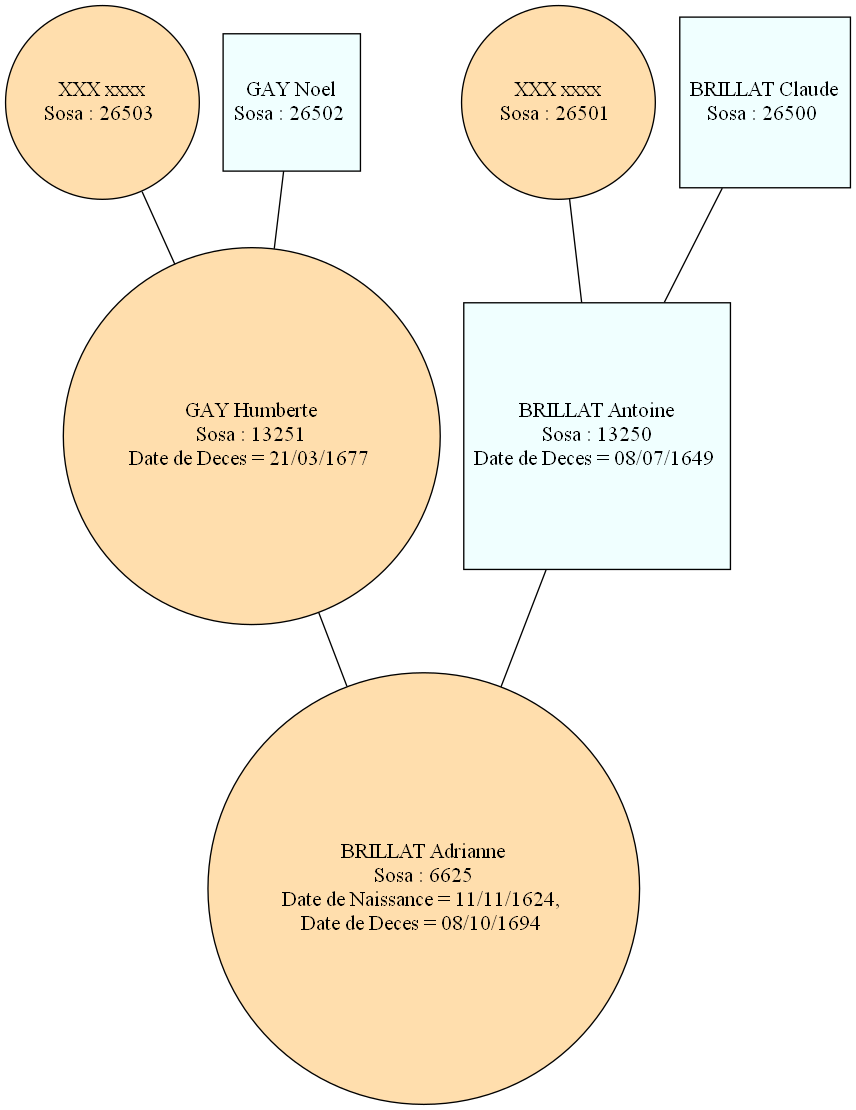 XXX xxxx
Sosa : 26503
GAY Noel
Sosa : 26502
XXX xxxx
Sosa : 26501
BRILLAT Claude
Sosa : 26500
GAY Humberte
Sosa : 13251
Date de Deces = 21/03/1677
BRILLAT Antoine
Sosa : 13250
Date de Deces = 08/07/1649
BRILLAT Adrianne
Sosa : 6625
Date de Naissance = 11/11/1624,
Date de Deces = 08/10/1694